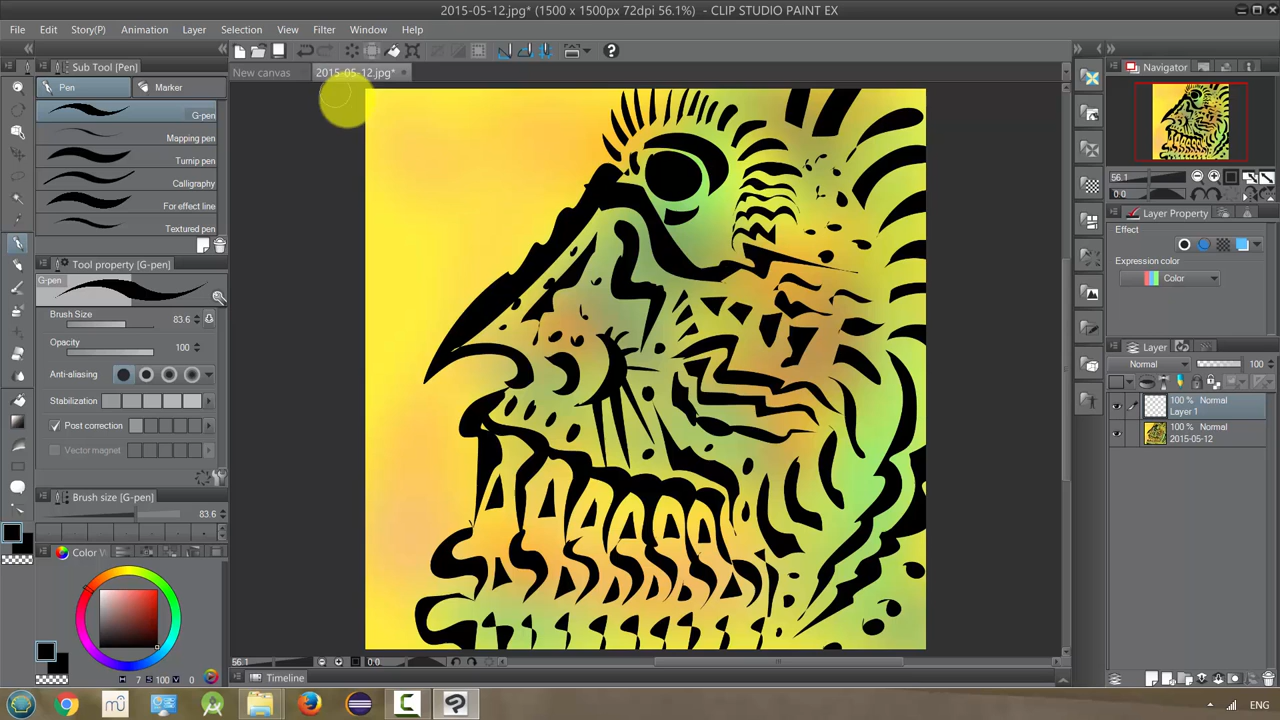 2015-05-12.jpg* (1500 x 1500px 72dpi 56.1%) - CLIP STUDIO PAINT EX
File Edit Story(P) Animation Layer Selection View Filter Window Help
Sub Tool [Pen]
New canvas 2015-05-12.jpg*
Navigator
Pen Marker
G-pen
Mapping pen
Turnip pen
Calligraphy
For effect line
Textured pen
56.1
0.0
Layer Property
Effect
Expression color
Color
Tool property [G-pen]
G-pen
Brush Size 83.6
Opacity 100
Anti-aliasing
Stabilization
Post correction
Vector magnet
Layer
Normal 100
100 % Normal
Layer 1
100 % Normal
2015-05-12
Brush size [G-pen]
83.6
Color
H 7 S 100 V 0
56.1 0.0
Timeline
ENG